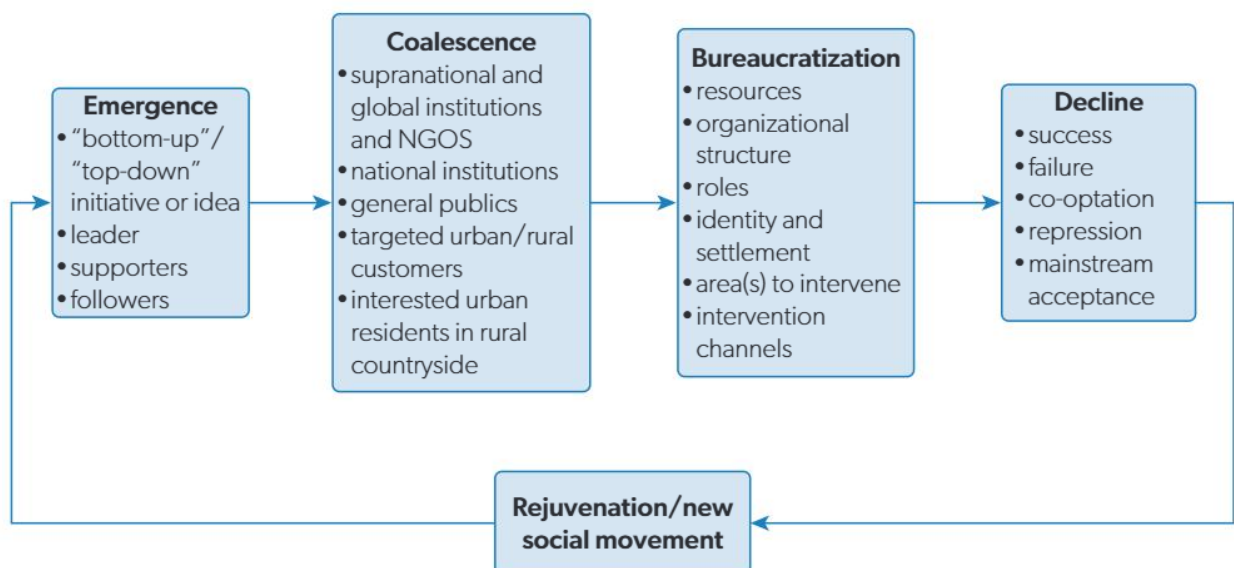 Emergence
• “bottom-up”/
“top-down”
initiative or idea
• leader
• supporters
• followers
Coalescence
• supranational and
global institutions
and NGOS
• national institutions
• general publics
• targeted urban/rural
customers
• interested urban
residents in rural
countryside
Bureaucratization
• resources
• organizational
structure
• roles
• identity and
settlement
• area(s) to intervene
• intervention
channels
Decline
• success
• failure
• co-optation
• repression
• mainstream
acceptance
Rejuvenation/new
social movement